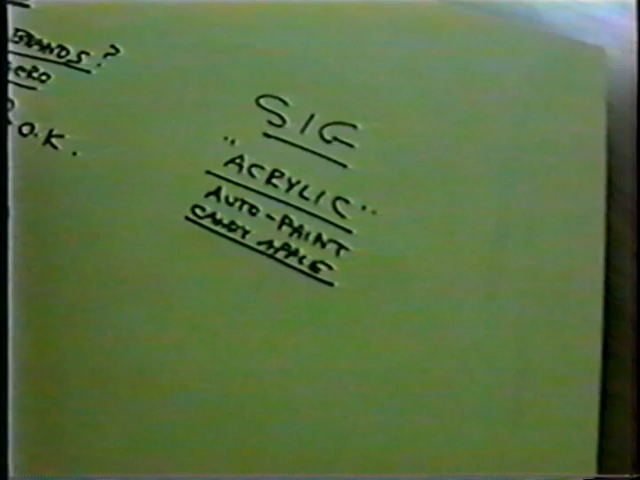 BRANDS?
O.K.
SIG
"ACRYLIC"
AUTO-PAINT
CANDY APPLE